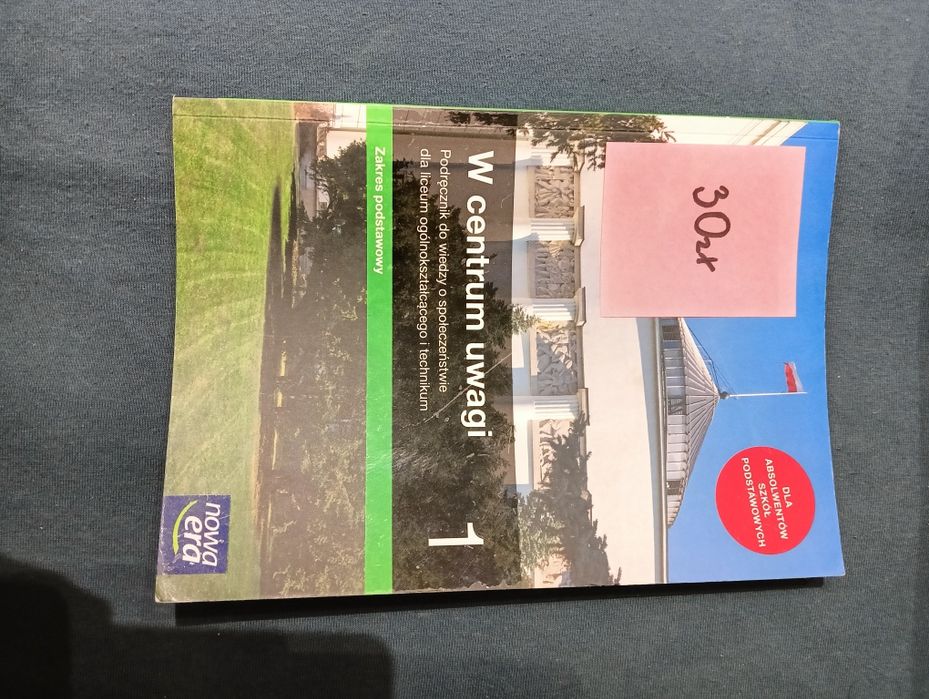 30zł
DLA
ABSOLWENTÓW
SZKÓŁ
PODSTAWOWYCH
W centrum uwagi 1
Podręcznik do wiedzy o społeczeństwie
dla liceum ogólnokształcącego i technikum
Zakres podstawowy
nowa
era